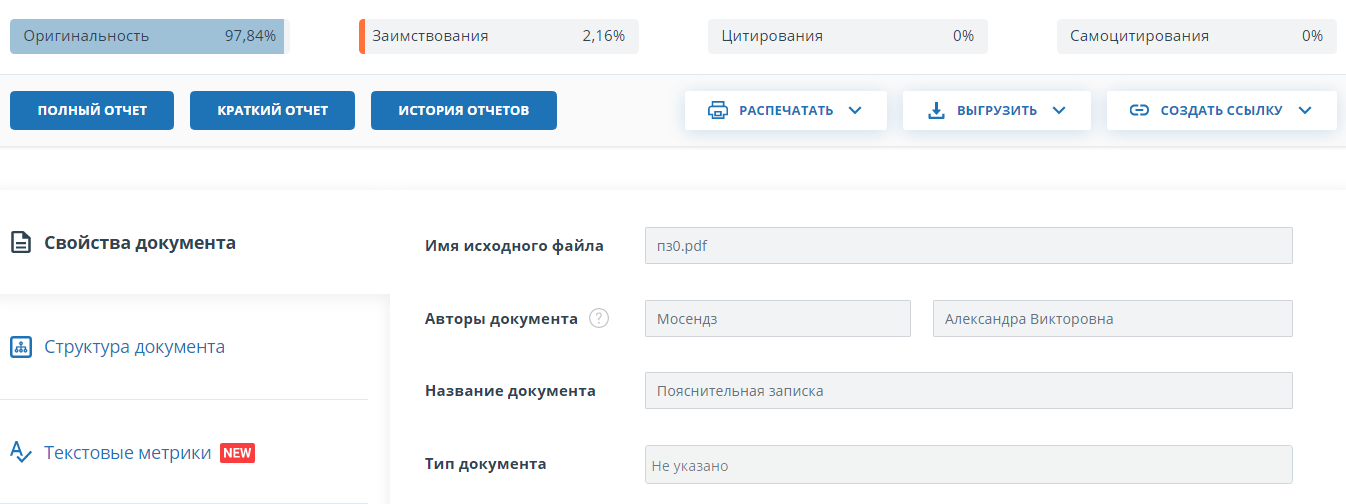 Оригинальность 97,84% Заимствования 2,16% Цитирования 0% Самоцитирования 0%
ПОЛНЫЙ ОТЧЕТ КРАТКИЙ ОТЧЕТ ИСТОРИЯ ОТЧЕТОВ РАСПЕЧАТАТЬ ВЫГРУЗИТЬ СОЗДАТЬ ССЫЛКУ
Свойства документа
Структура документа
Текстовые метрики NEW
Имя исходного файла пз0.pdf
Авторы документа ? Мосендз Александра Викторовна
Название документа Пояснительная записка
Тип документа Не указано